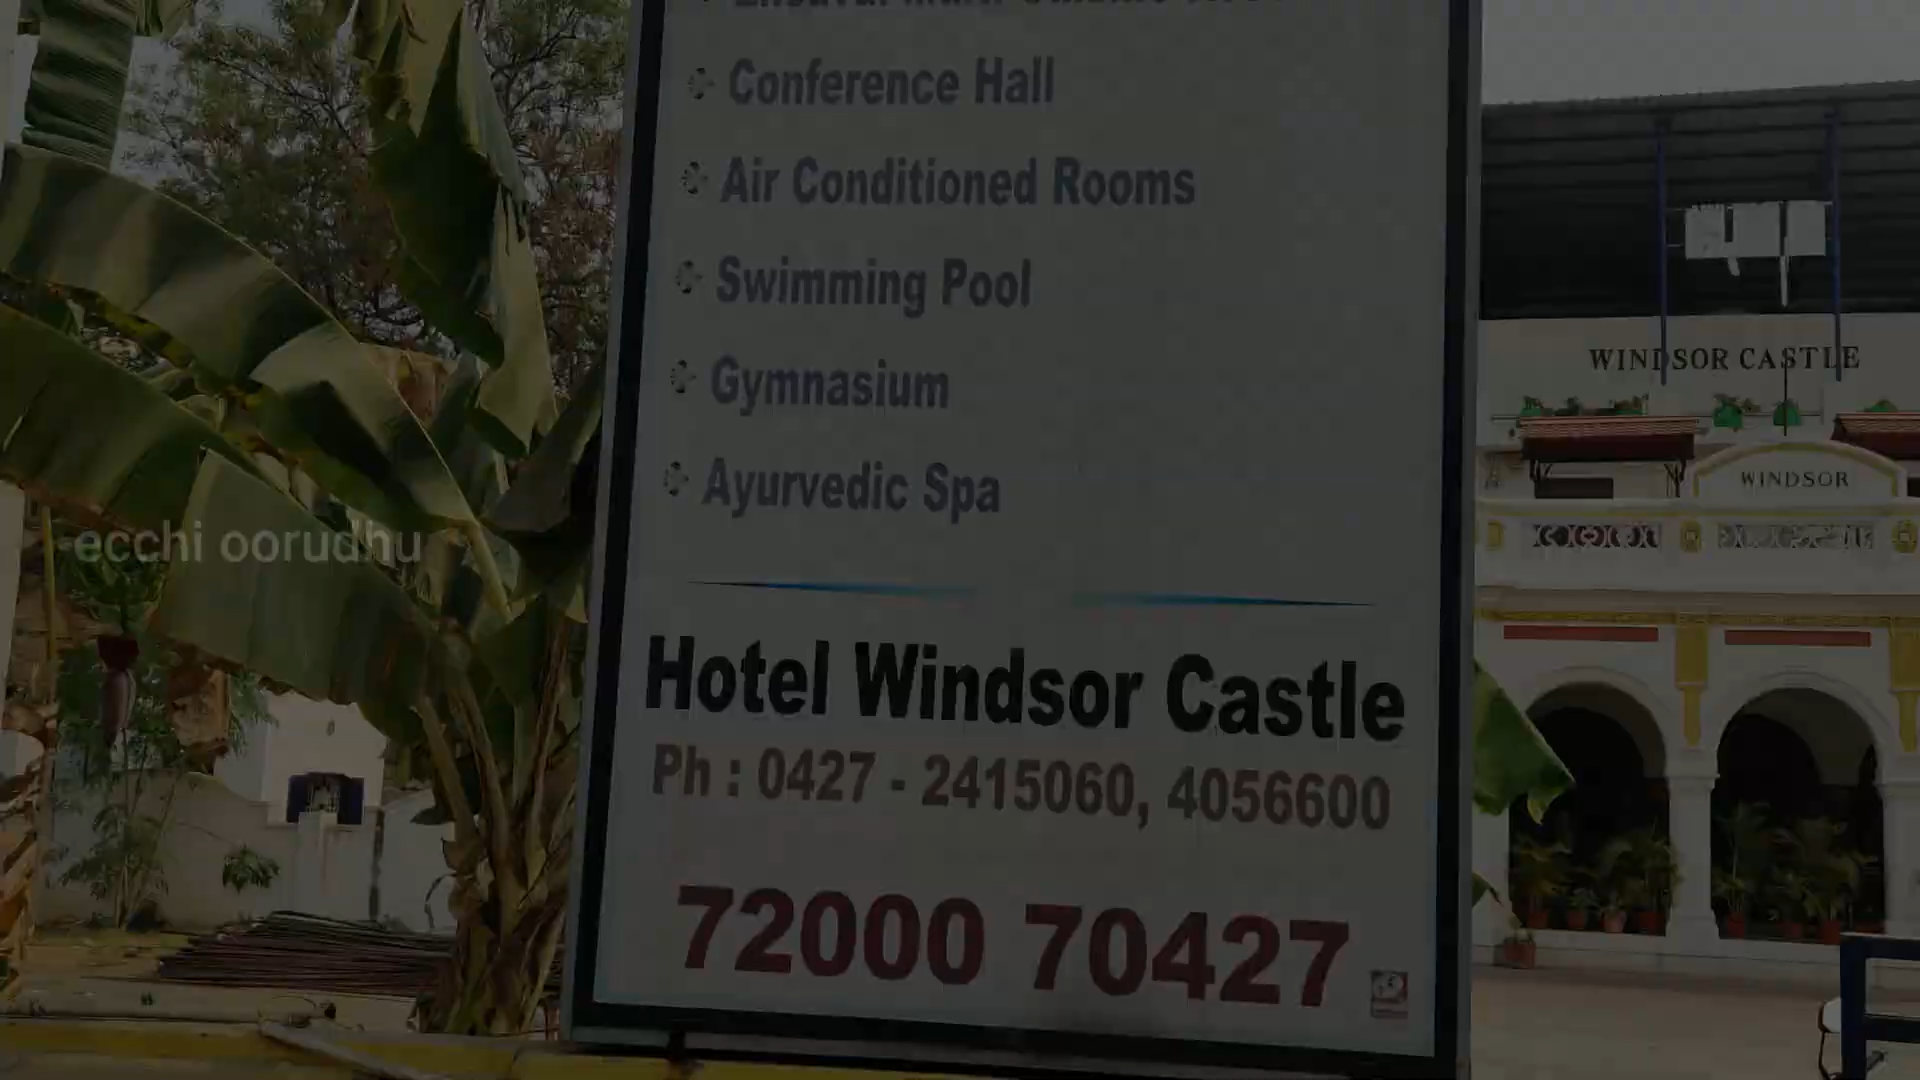 Conference Hall
Air Conditioned Rooms
Swimming Pool
Gymnasium
Ayurvedic Spa
Hotel Windsor Castle
Ph : 0427 - 2415060, 4056600
72000 70427
WINDSOR CASTLE
WINDSOR
ecchi oorudhu